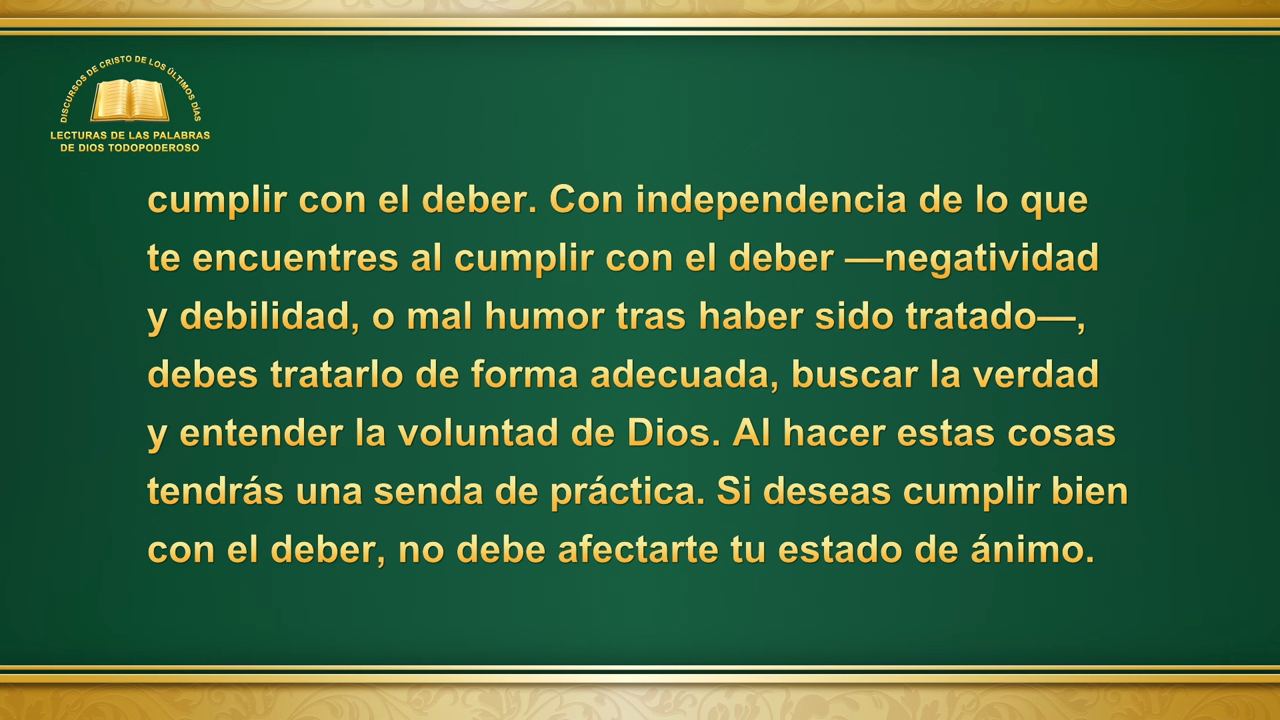 DISCURSOS DE CRISTO DE LOS ÚLTIMOS DÍAS
LECTURAS DE LAS PALABRAS
DE DIOS TODOPODEROSO
cumplir con el deber. Con independencia de lo que
te encuentres al cumplir con el deber —negatividad
y debilidad, o mal humor tras haber sido tratado—,
debes tratarlo de forma adecuada, buscar la verdad
y entender la voluntad de Dios. Al hacer estas cosas
tendrás una senda de práctica. Si deseas cumplir bien
con el deber, no debe afectarte tu estado de ánimo.